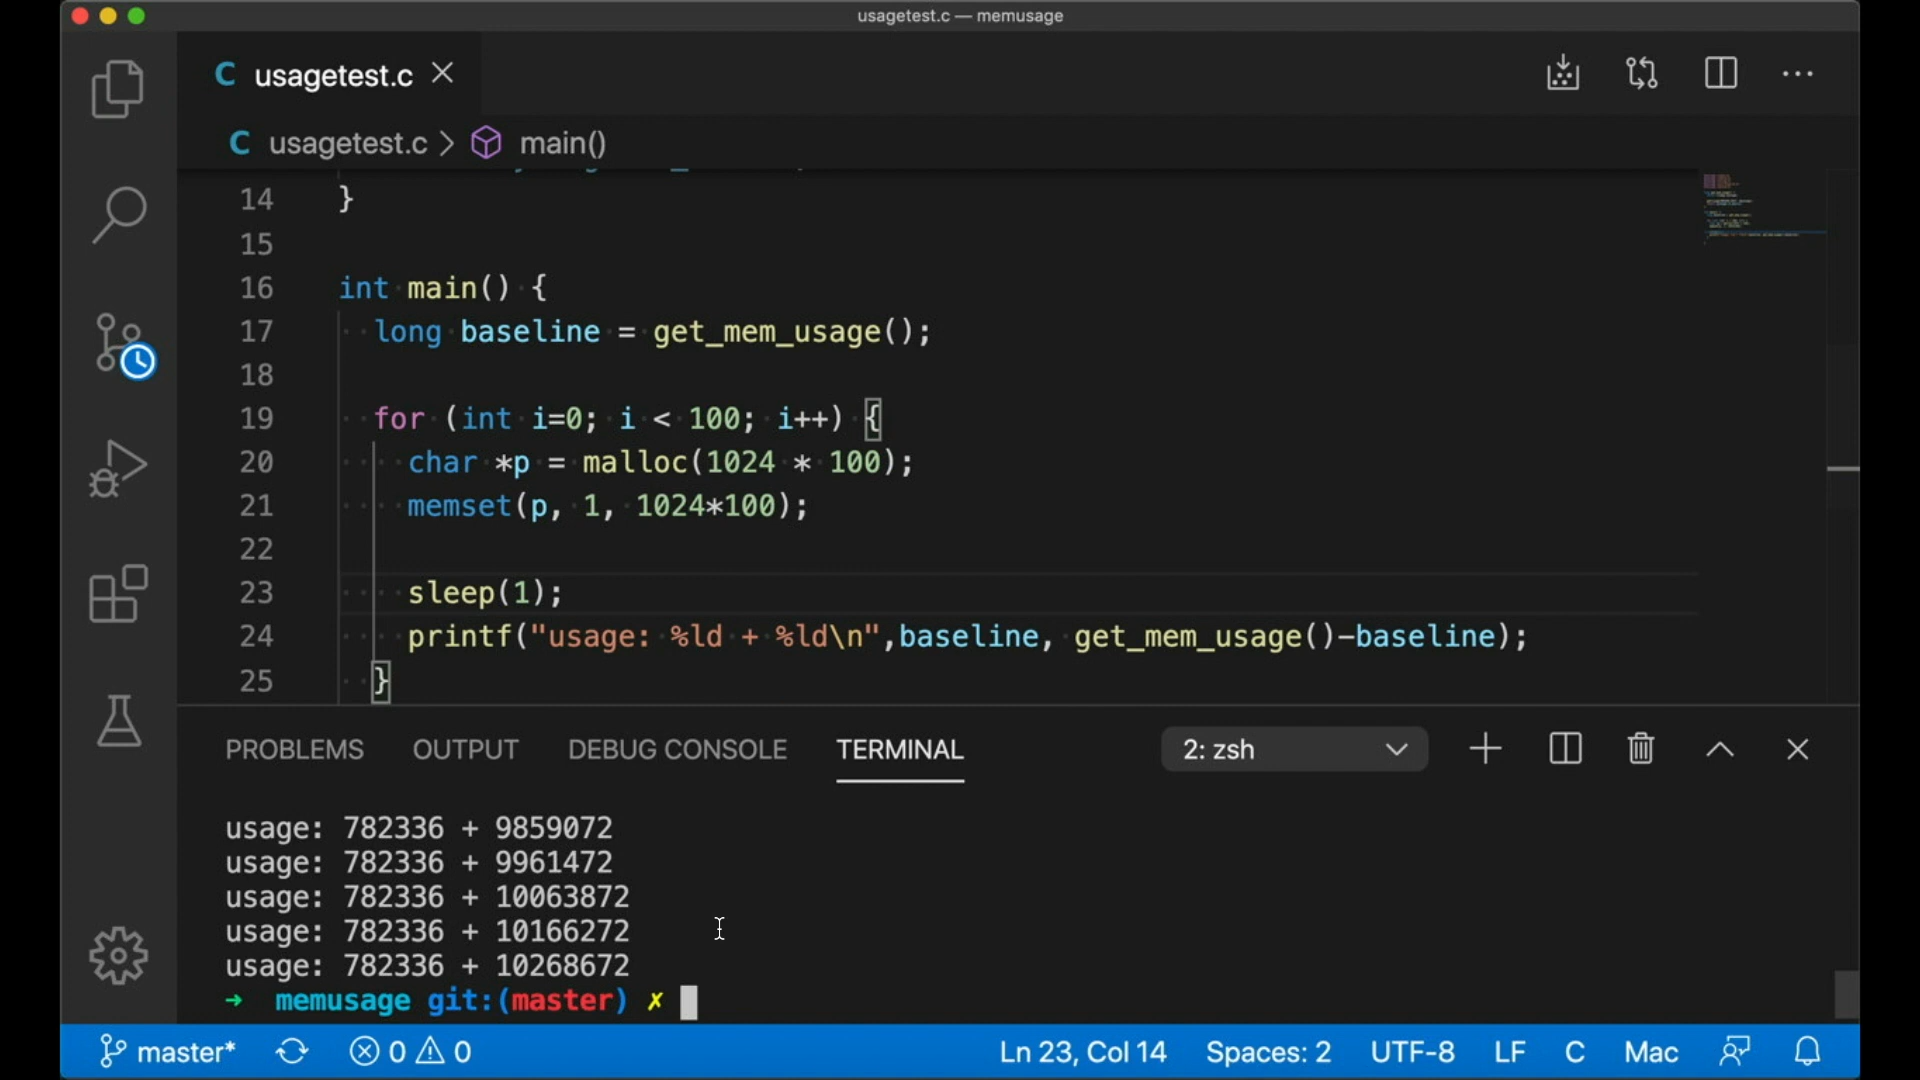 usagetest.c — memusage
usagetest.c
usagetest.c > main()
14 }
15
16 int main() {
17 long baseline = get_mem_usage();
18
19 for (int i=0; i < 100; i++) {
20 char *p = malloc(1024 * 100);
21 memset(p, 1, 1024*100);
22
23 sleep(1);
24 printf("usage: %ld + %ld\n",baseline, get_mem_usage()-baseline);
25 }
PROBLEMS OUTPUT DEBUG CONSOLE TERMINAL 2: zsh
usage: 782336 + 9859072
usage: 782336 + 9961472
usage: 782336 + 10063872
usage: 782336 + 10166272
usage: 782336 + 10268672
➜ memusage git:(master) ✗
master* 0 0 Ln 23, Col 14 Spaces: 2 UTF-8 LF C Mac